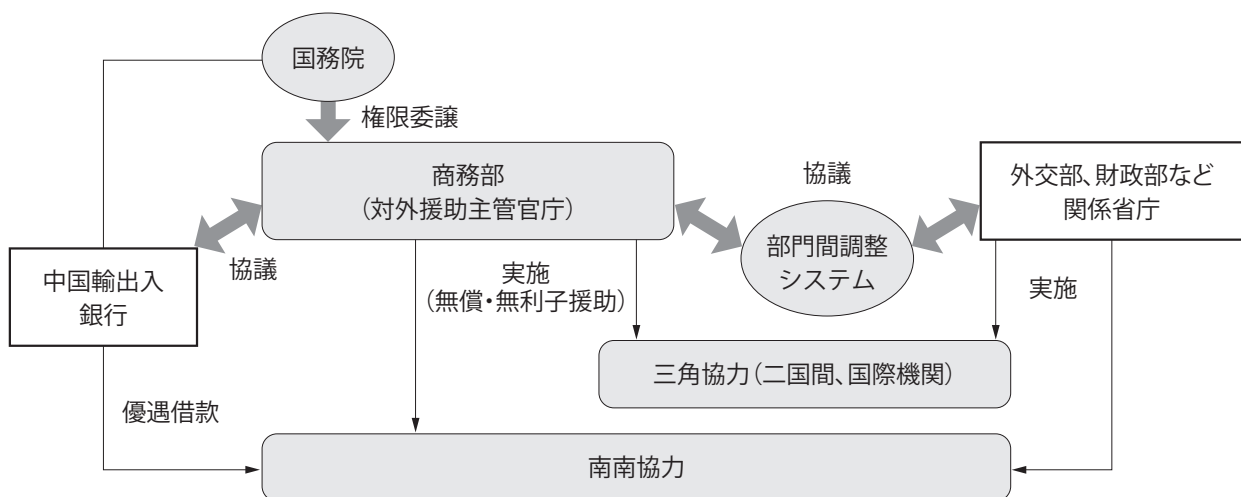 国務院
権限委譲
商務部
（対外援助主管官庁）
協議
外交部、財政部など
関係省庁
部門間調整
システム
協議
中国輸出入
銀行
実施
（無償・無利子援助）
実施
三角協力（二国間、国際機関）
優遇借款
南南協力